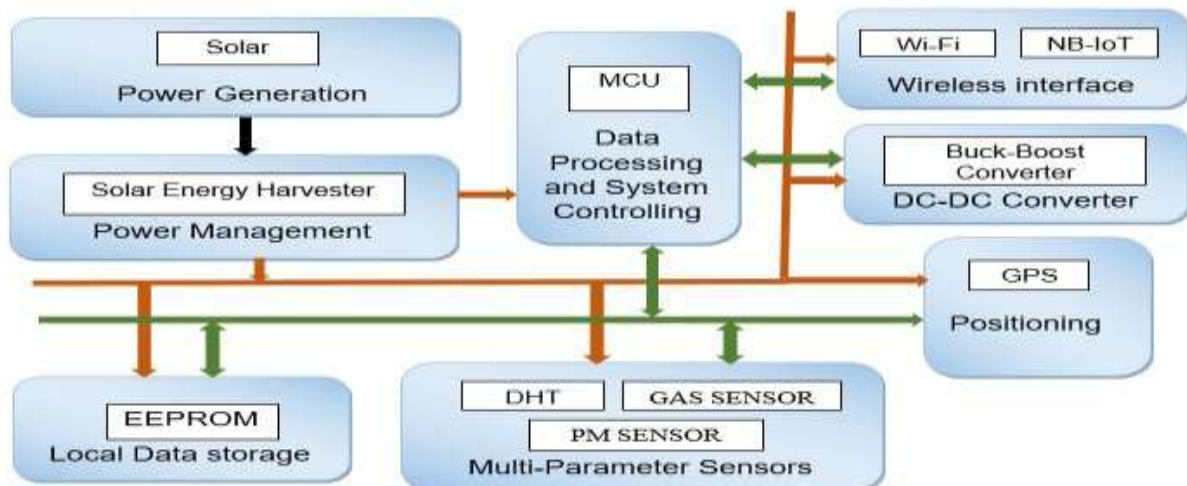 Solar
Power Generation
Solar Energy Harvester
Power Management
MCU
Data
Processing
and System
Controlling
Wi-Fi
NB-IoT
Wireless interface
Buck-Boost
Converter
DC-DC Converter
GPS
Positioning
EEPROM
Local Data storage
DHT
GAS SENSOR
PM SENSOR
Multi-Parameter Sensors